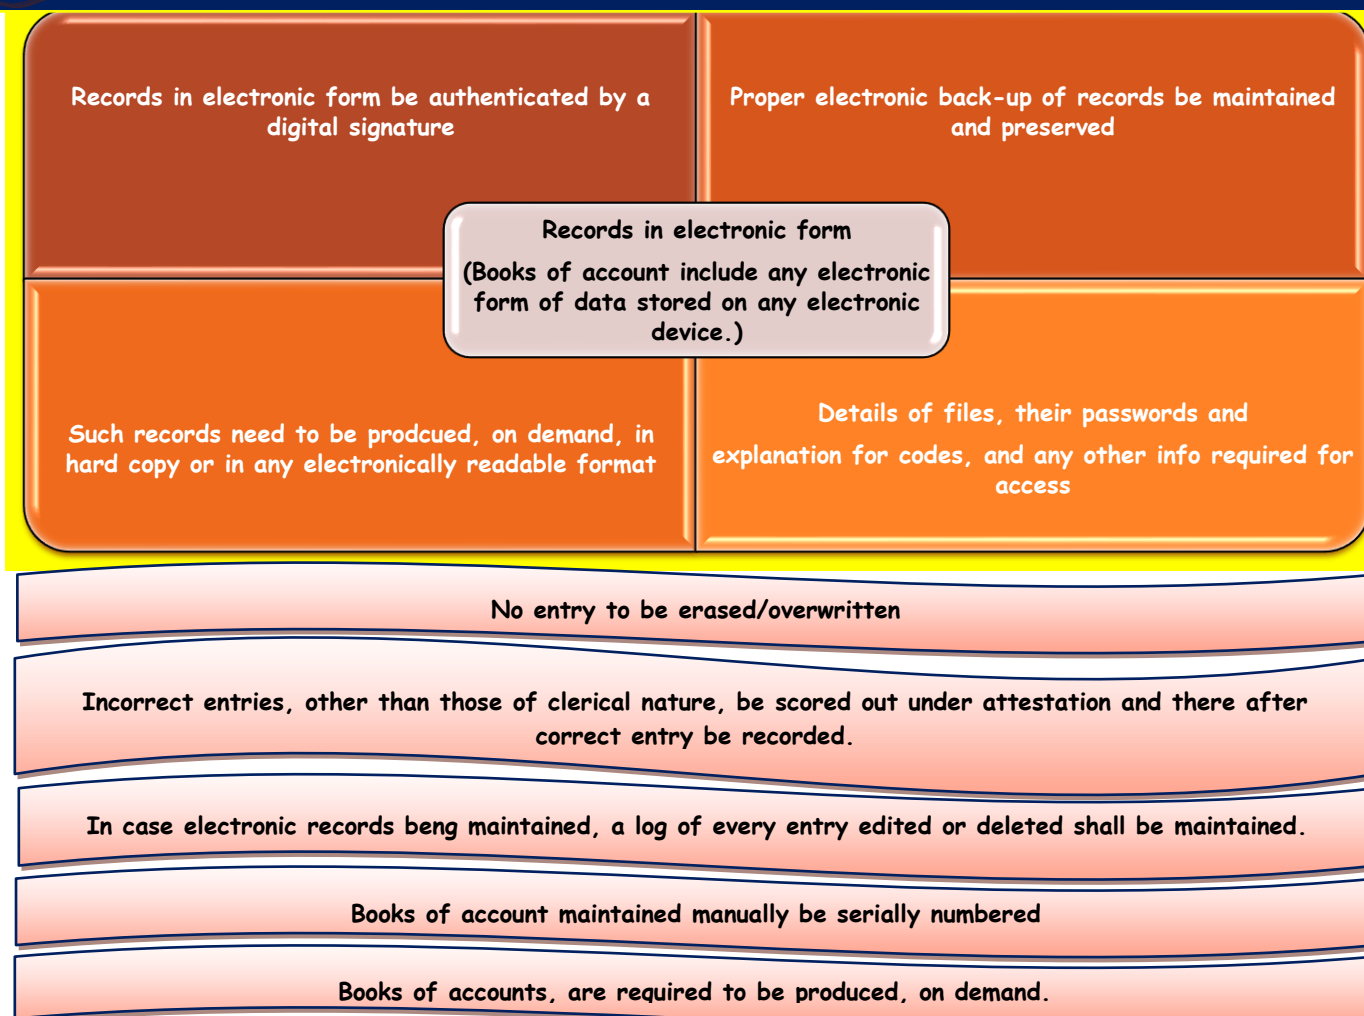 Records in electronic form be authenticated by a
digital signature
Proper electronic back-up of records be maintained
and preserved
Records in electronic form
(Books of account include any electronic
form of data stored on any electronic
device.)
Such records need to be prodcued, on demand, in
hard copy or in any electronically readable format
Details of files, their passwords and
explanation for codes, and any other info required for
access
No entry to be erased/overwritten
Incorrect entries, other than those of clerical nature, be scored out under attestation and there after
correct entry be recorded.
In case electronic records beng maintained, a log of every entry edited or deleted shall be maintained.
Books of account maintained manually be serially numbered
Books of accounts, are required to be produced, on demand.